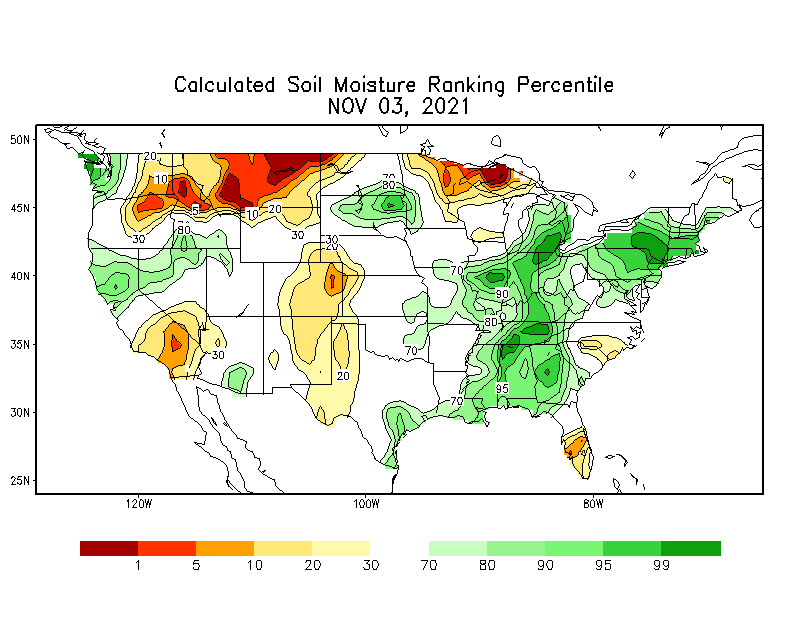 Calculated Soil Moisture Ranking Percentile
NOV 03, 2021
50N
20
10
70
80
45N
5
10
20
30
80
30
30
20
40N
70
90
80
35N
30
70
20
95
30N
70
25N
120W
100W
80W
1 5 10 20 30 70 80 90 95 99